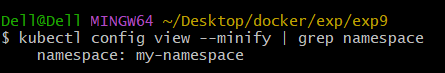 Dell@Dell MINGW64 ~/Desktop/docker/exp/exp9
$ kubectl config view --minify | grep namespace
    namespace: my-namespace